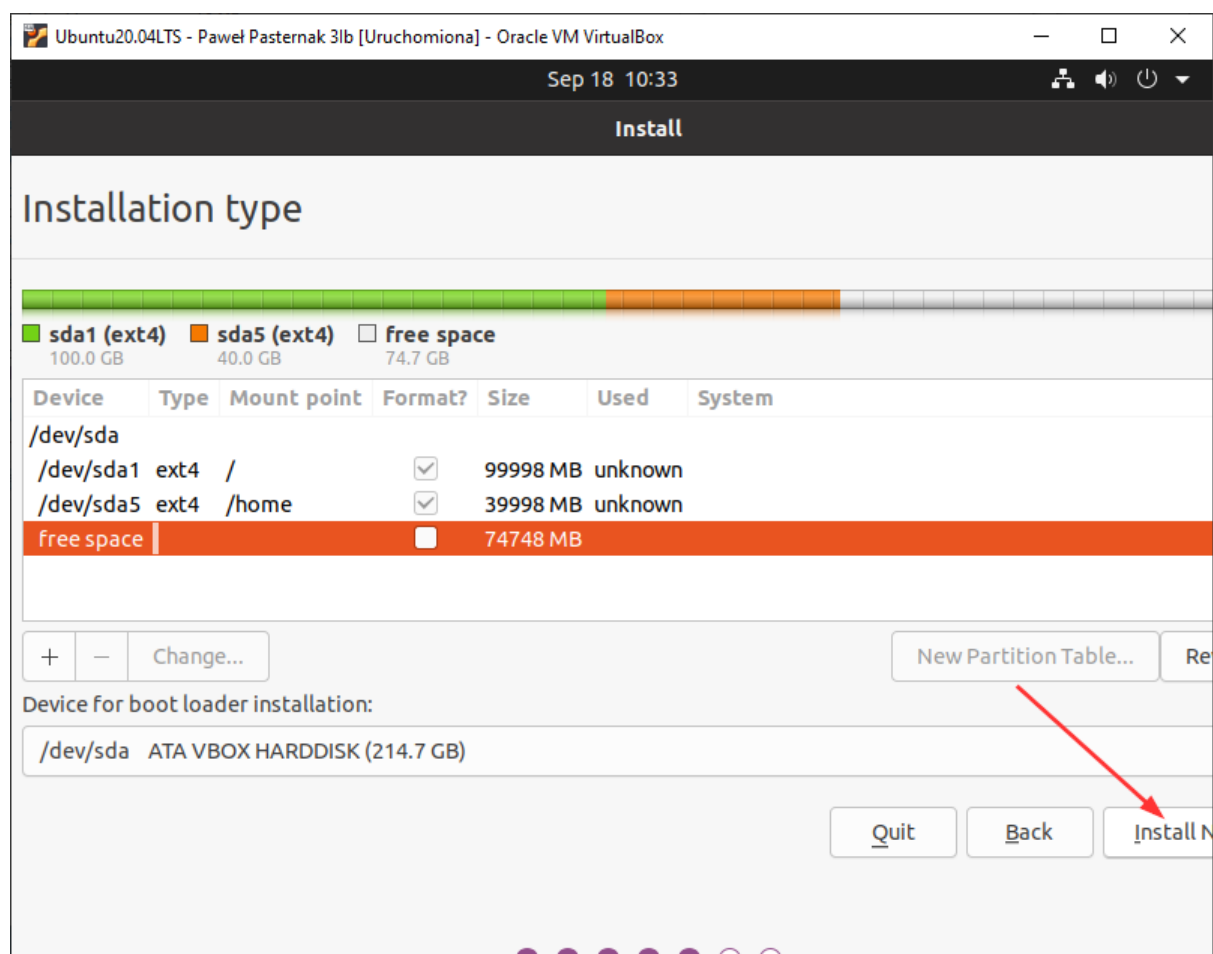 Ubuntu20.04LTS - Paweł Pasternak 3lb [Uruchomiona] - Oracle VM VirtualBox
Sep 18 10:33
Install
Installation type
sda1 (ext4) sda5 (ext4) free space
100.0 GB 40.0 GB 74.7 GB
Device Type Mount point Format? Size Used System
/dev/sda
/dev/sda1 ext4 / 99998 MB unknown
/dev/sda5 ext4 /home 39998 MB unknown
free space 74748 MB
+ − Change... New Partition Table... Re
Device for boot loader installation:
/dev/sda ATA VBOX HARDDISK (214.7 GB)
Quit Back Install N